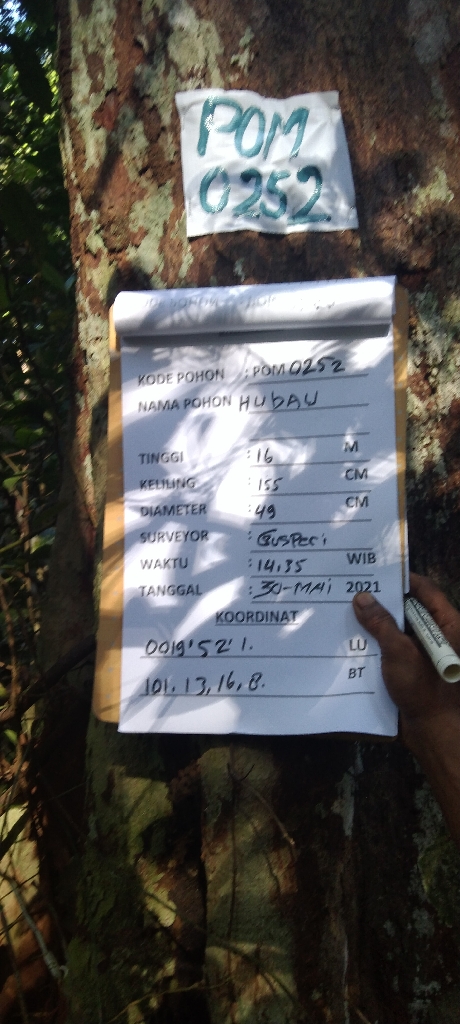 POM
0252
KODE POHON : POM 0252
NAMA POHON HUBAU
TINGGI : 16 M
KELILING : 155 CM
DIAMETER : 49 CM
SURVEYOR : GusPeri
WAKTU : 14,35 WIB
TANGGAL : 30-MAi 2021
KOORDINAT
0019'52'1. LU
101. 13, 16, 8. BT